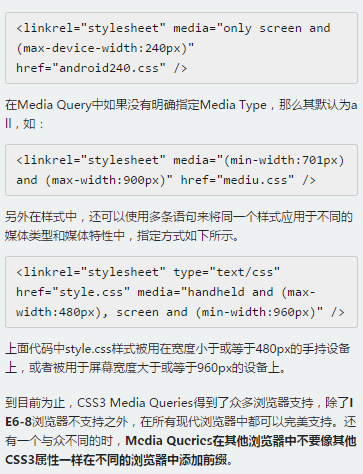 <linkrel="stylesheet" media="only screen and
(max-device-width:240px)"
href="android240.css" />
在Media Query中如果没有明确指定Media Type，那么其默认为a
ll，如：
<linkrel="stylesheet" media="(min-width:701px)
and (max-width:900px)" href="mediu.css" />
另外在样式中，还可以使用多条语句来将同一个样式应用于不同的
媒体类型和媒体特性中，指定方式如下所示。
<linkrel="stylesheet" type="text/css"
href="style.css" media="handheld and (max-
width:480px), screen and (min-width:960px)" />
上面代码中style.css样式被用在宽度小于或等于480px的手持设备
上，或者被用于屏幕宽度大于或等于960px的设备上。
到目前为止，CSS3 Media Queries得到了众多浏览器支持，除了I
E6-8浏览器不支持之外，在所有现代浏览器中都可以完美支持。还
有一个与众不同的时，Media Queries在其他浏览器中不要像其他
CSS3属性一样在不同的浏览器中添加前缀。